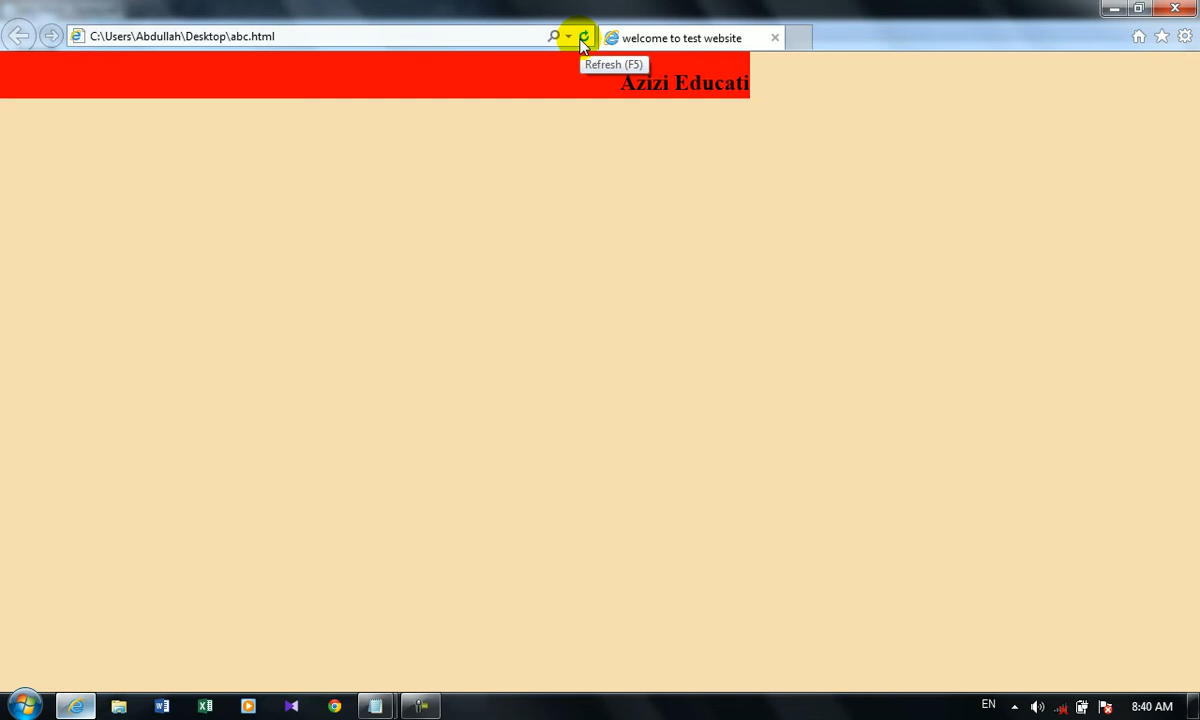 C:\Users\Abdullah\Desktop\abc.html
welcome to test website
Refresh (F5)
Azizi Educati
EN
8:40 AM